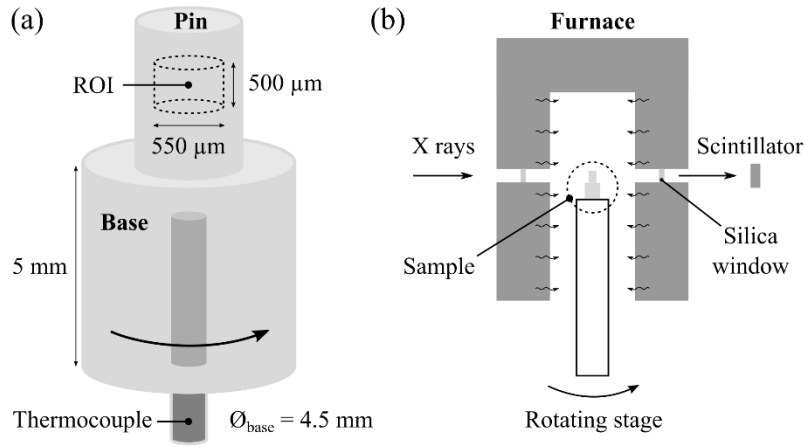 (a)
Pin
ROI
500 µm
550 µm
Base
5 mm
Thermocouple
Ø_base = 4.5 mm
(b)
Furnace
X rays
Scintillator
Sample
Silica
window
Rotating stage